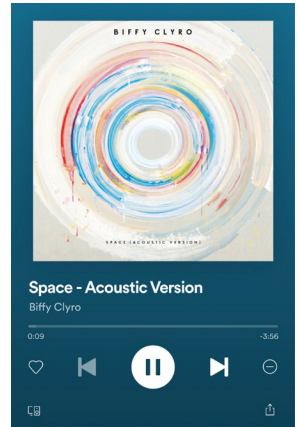 BIFFY CLYRO
SPACE (ACOUSTIC VERSION)
Space - Acoustic Version
Biffy Clyro
0:09 -3:56